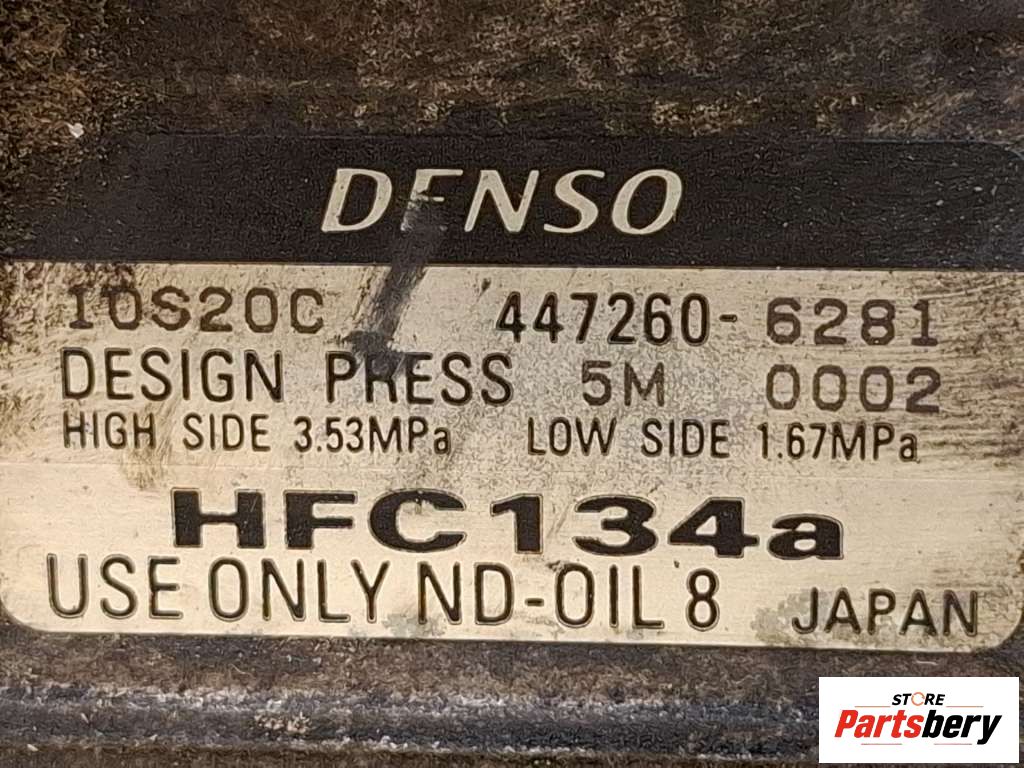 DENSO
10S20C 447260-6281
DESIGN PRESS 5M 0002
HIGH SIDE 3.53MPa LOW SIDE 1.67MPa
HFC134a
USE ONLY ND-OIL 8 JAPAN
STORE
Partsbery